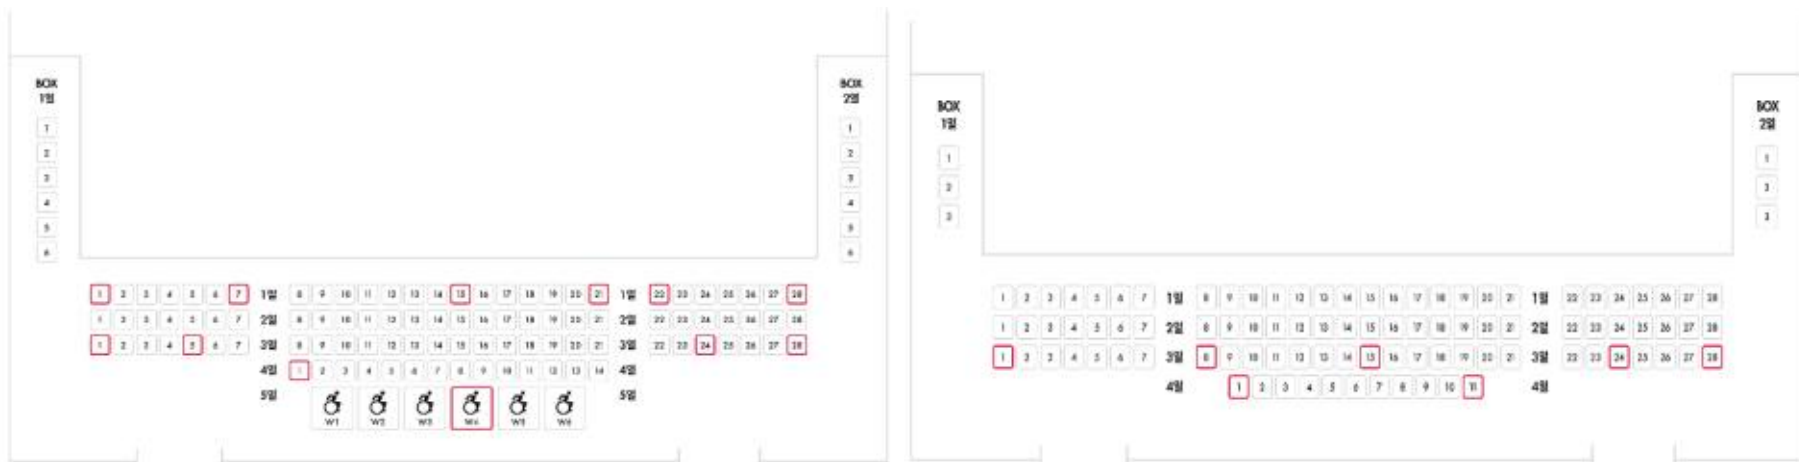 BOX BOX
1열 2열
1 1
2 2
3 3
4 4
5 5
6 6
1 2 3 4 5 6 7 1열 8 9 10 11 12 13 14 15 16 17 18 19 20 21 1열 22 23 24 25 26 27 28
1 2 3 4 5 6 7 2열 8 9 10 11 12 13 14 15 16 17 18 19 20 21 2열 22 23 24 25 26 27 28
1 2 3 4 5 6 7 3열 8 9 10 11 12 13 14 15 16 17 18 19 20 21 3열 22 23 24 25 26 27 28
4열 1 2 3 4 5 6 7 8 9 10 11 12 13 14 4열
5열 W1 W2 W3 W4 W5 W6 5열
BOX BOX
1열 2열
1 1
2 2
3 3
1 2 3 4 5 6 7 1열 8 9 10 11 12 13 14 15 16 17 18 19 20 21 1열 22 23 24 25 26 27 28
1 2 3 4 5 6 7 2열 8 9 10 11 12 13 14 15 16 17 18 19 20 21 2열 22 23 24 25 26 27 28
1 2 3 4 5 6 7 3열 8 9 10 11 12 13 14 15 16 17 18 19 20 21 3열 22 23 24 25 26 27 28
4열 1 2 3 4 5 6 7 8 9 10 11 4열